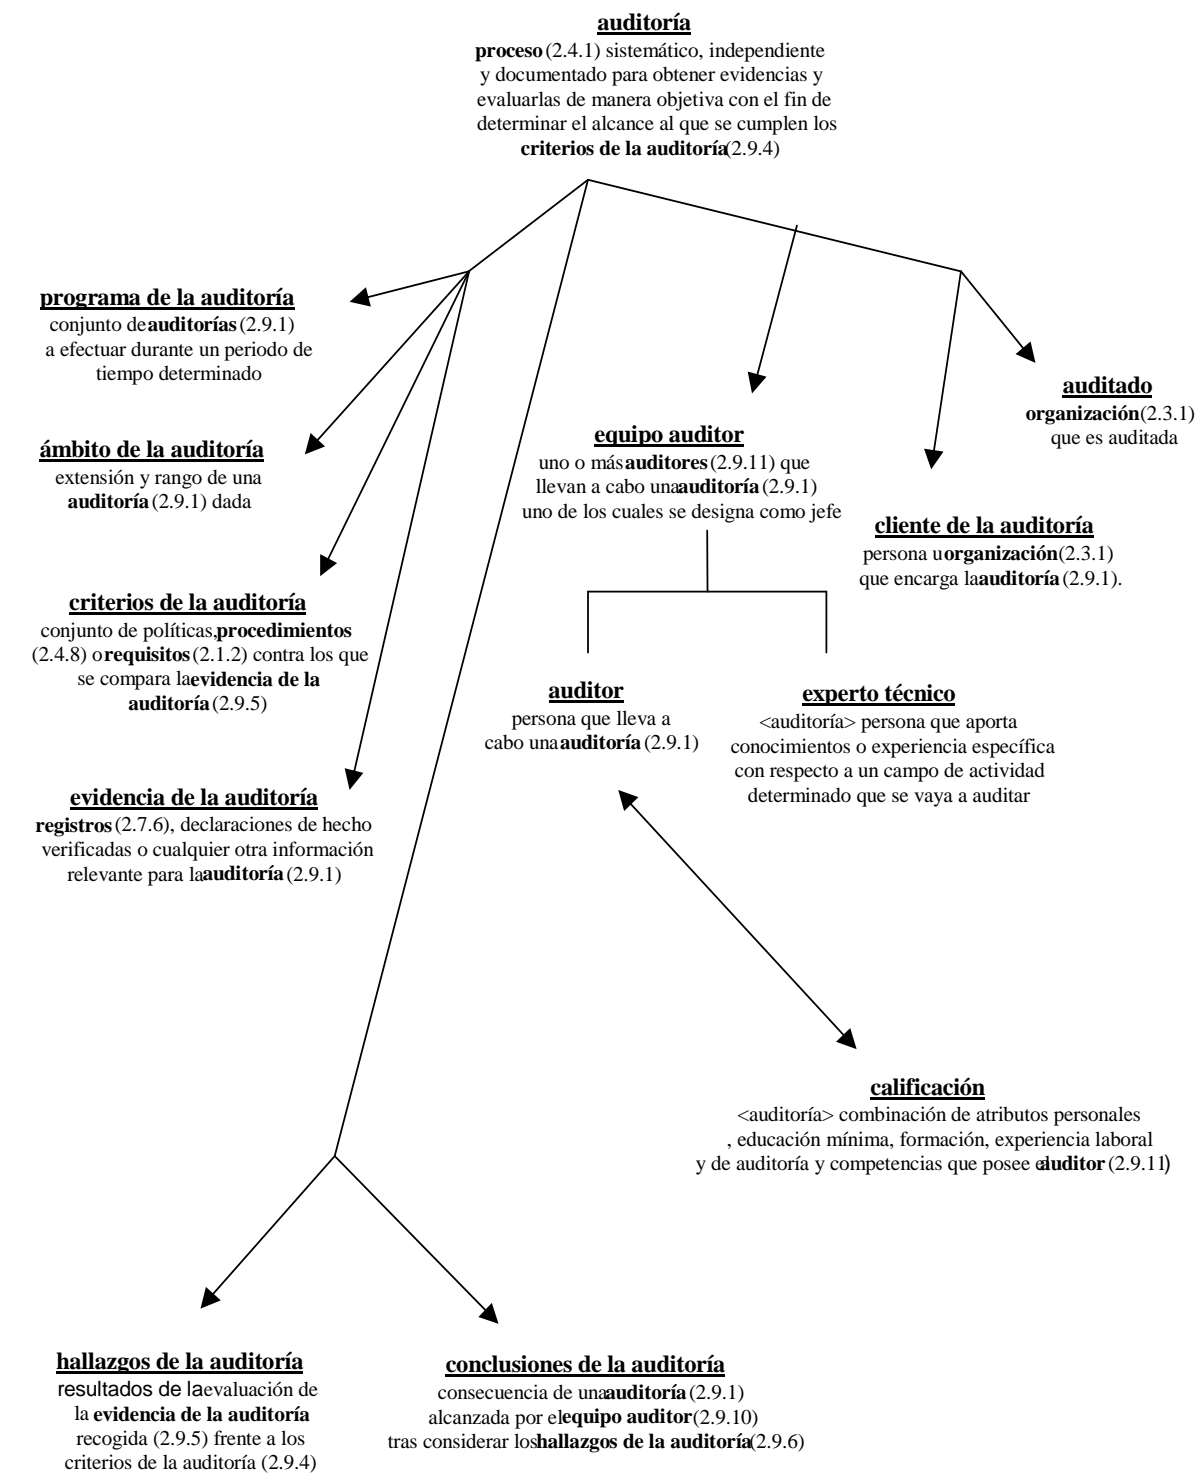 auditoría
proceso (2.4.1) sistemático, independiente
y documentado para obtener evidencias y
evaluarlas de manera objetiva con el fin de
determinar el alcance al que se cumplen los
criterios de la auditoría(2.9.4)
programa de la auditoría
conjunto de auditorías (2.9.1)
a efectuar durante un periodo de
tiempo determinado
ámbito de la auditoría
extensión y rango de una
auditoría (2.9.1) dada
criterios de la auditoría
conjunto de políticas, procedimientos
(2.4.8) o requisitos (2.1.2) contra los que
se compara la evidencia de la
auditoría (2.9.5)
evidencia de la auditoría
registros (2.7.6), declaraciones de hecho
verificadas o cualquier otra información
relevante para la auditoría (2.9.1)
equipo auditor
uno o más auditores (2.9.11) que
llevan a cabo una auditoría (2.9.1)
uno de los cuales se designa como jefe
auditado
organización (2.3.1)
que es auditada
cliente de la auditoría
persona u organización (2.3.1)
que encarga la auditoría (2.9.1).
auditor
persona que lleva a
cabo una auditoría (2.9.1)
experto técnico
<auditoría> persona que aporta
conocimientos o experiencia específica
con respecto a un campo de actividad
determinado que se vaya a auditar
calificación
<auditoría> combinación de atributos personales
, educación mínima, formación, experiencia laboral
y de auditoría y competencias que posee el auditor (2.9.11)
hallazgos de la auditoría
resultados de la evaluación de
la evidencia de la auditoría
recogida (2.9.5) frente a los
criterios de la auditoría (2.9.4)
conclusiones de la auditoría
consecuencia de una auditoría (2.9.1)
alcanzada por el equipo auditor (2.9.10)
tras considerar los hallazgos de la auditoría (2.9.6)